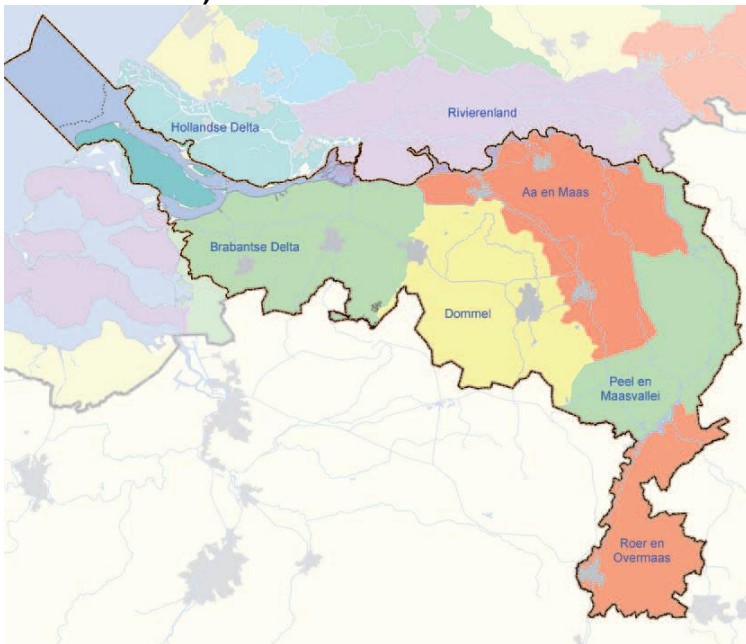 Hollandse Delta
Rivierenland
Aa en Maas
Brabantse Delta
Dommel
Peel en
Maasvallei
Roer en
Overmaas